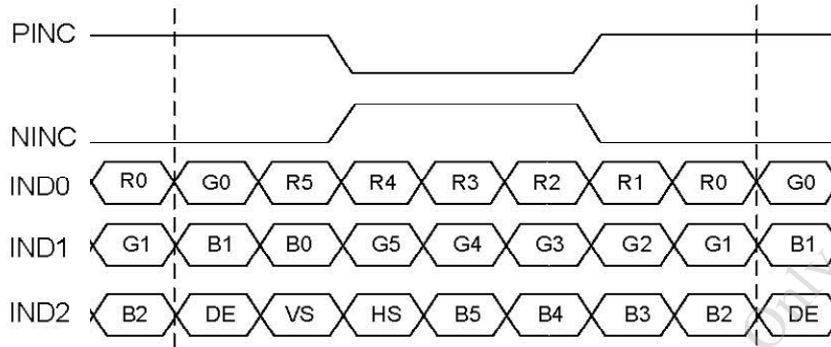 PINC
NINC
IND0 R0 G0 R5 R4 R3 R2 R1 R0 G0
IND1 G1 B1 B0 G5 G4 G3 G2 G1 B1
IND2 B2 DE VS HS B5 B4 B3 B2 DE
Only